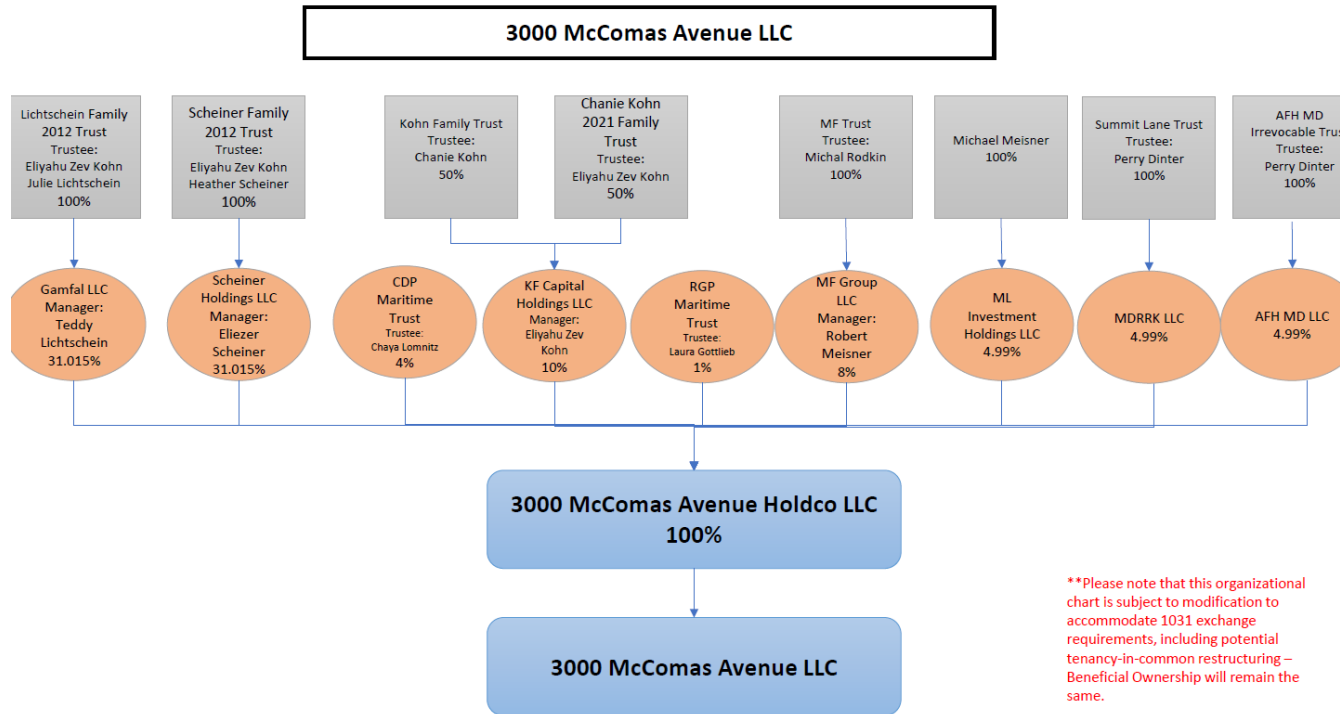 3000 McComas Avenue LLC
Lichtschein Family
2012 Trust
Trustee:
Eliyahu Zev Kohn
Julie Lichtschein
100%
Scheiner Family
2012 Trust
Trustee:
Eliyahu Zev Kohn
Heather Scheiner
100%
Kohn Family Trust
Trustee:
Chanie Kohn
50%
Chanie Kohn
2021 Family
Trust
Trustee:
Eliyahu Zev Kohn
50%
MF Trust
Trustee:
Michal Rodkin
100%
Michael Meisner
100%
Summit Lane Trust
Trustee:
Perry Dinter
100%
AFH MD
Irrevocable Trus
Trustee:
Perry Dinter
100%
Gamfal LLC
Manager:
Teddy
Lichtschein
31.015%
Scheiner
Holdings LLC
Manager:
Eliezer
Scheiner
31.015%
CDP
Maritime
Trust
Trustee:
Chaya Lomnitz
4%
KF Capital
Holdings LLC
Manager:
Eliyahu Zev
Kohn
10%
RGP
Maritime
Trust
Trustee:
Laura Gottlieb
1%
MF Group
LLC
Manager:
Robert
Meisner
8%
ML
Investment
Holdings LLC
4.99%
MDRRK LLC
4.99%
AFH MD LLC
4.99%
3000 McComas Avenue Holdco LLC
100%
3000 McComas Avenue LLC
**Please note that this organizational
chart is subject to modification to
accommodate 1031 exchange
requirements, including potential
tenancy-in-common restructuring –
Beneficial Ownership will remain the
same.